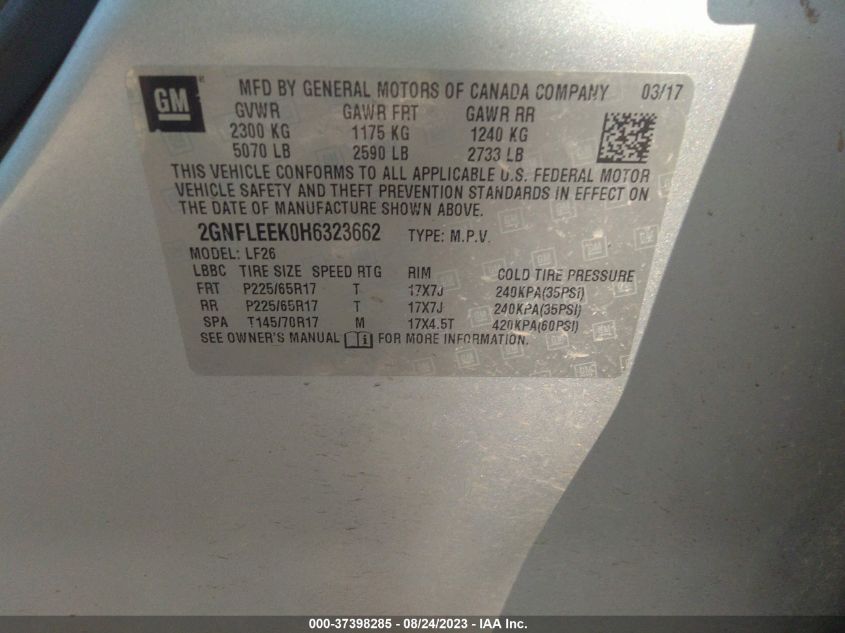 GM MFD BY GENERAL MOTORS OF CANADA COMPANY 03/17
GVWR GAWR FRT GAWR RR
2300 KG 1175 KG 1240 KG
5070 LB 2590 LB 2733 LB
THIS VEHICLE CONFORMS TO ALL APPLICABLE U.S. FEDERAL MOTOR
VEHICLE SAFETY AND THEFT PREVENTION STANDARDS IN EFFECT ON
THE DATE OF MANUFACTURE SHOWN ABOVE.
2GNFLEEK0H6323662 TYPE: M.P.V.
MODEL: LF26
LBBC TIRE SIZE SPEED RTG RIM COLD TIRE PRESSURE
FRT P225/65R17 T 17X7J 240KPA(35PSI)
RR P225/65R17 T 17X7J 240KPA(35PSI)
SPA T145/70R17 M 17X4.5T 420KPA(60PSI)
SEE OWNER'S MANUAL FOR MORE INFORMATION.
000-37398285 - 08/24/2023 - IAA Inc.